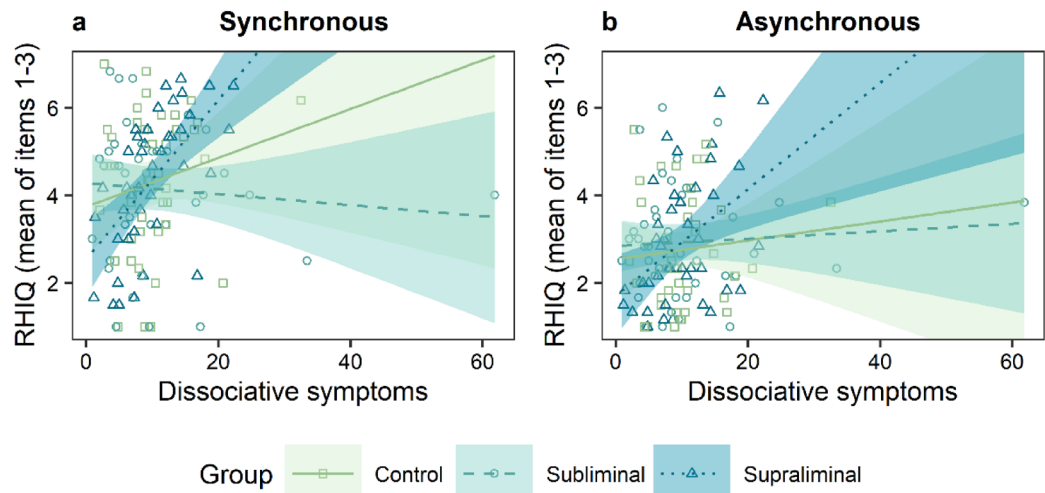 a Synchronous
b Asynchronous
RHIQ (mean of items 1-3)
6
4
2
0 20 40 60
Dissociative symptoms
RHIQ (mean of items 1-3)
6
4
2
0 20 40 60
Dissociative symptoms
Group Control Subliminal Supraliminal